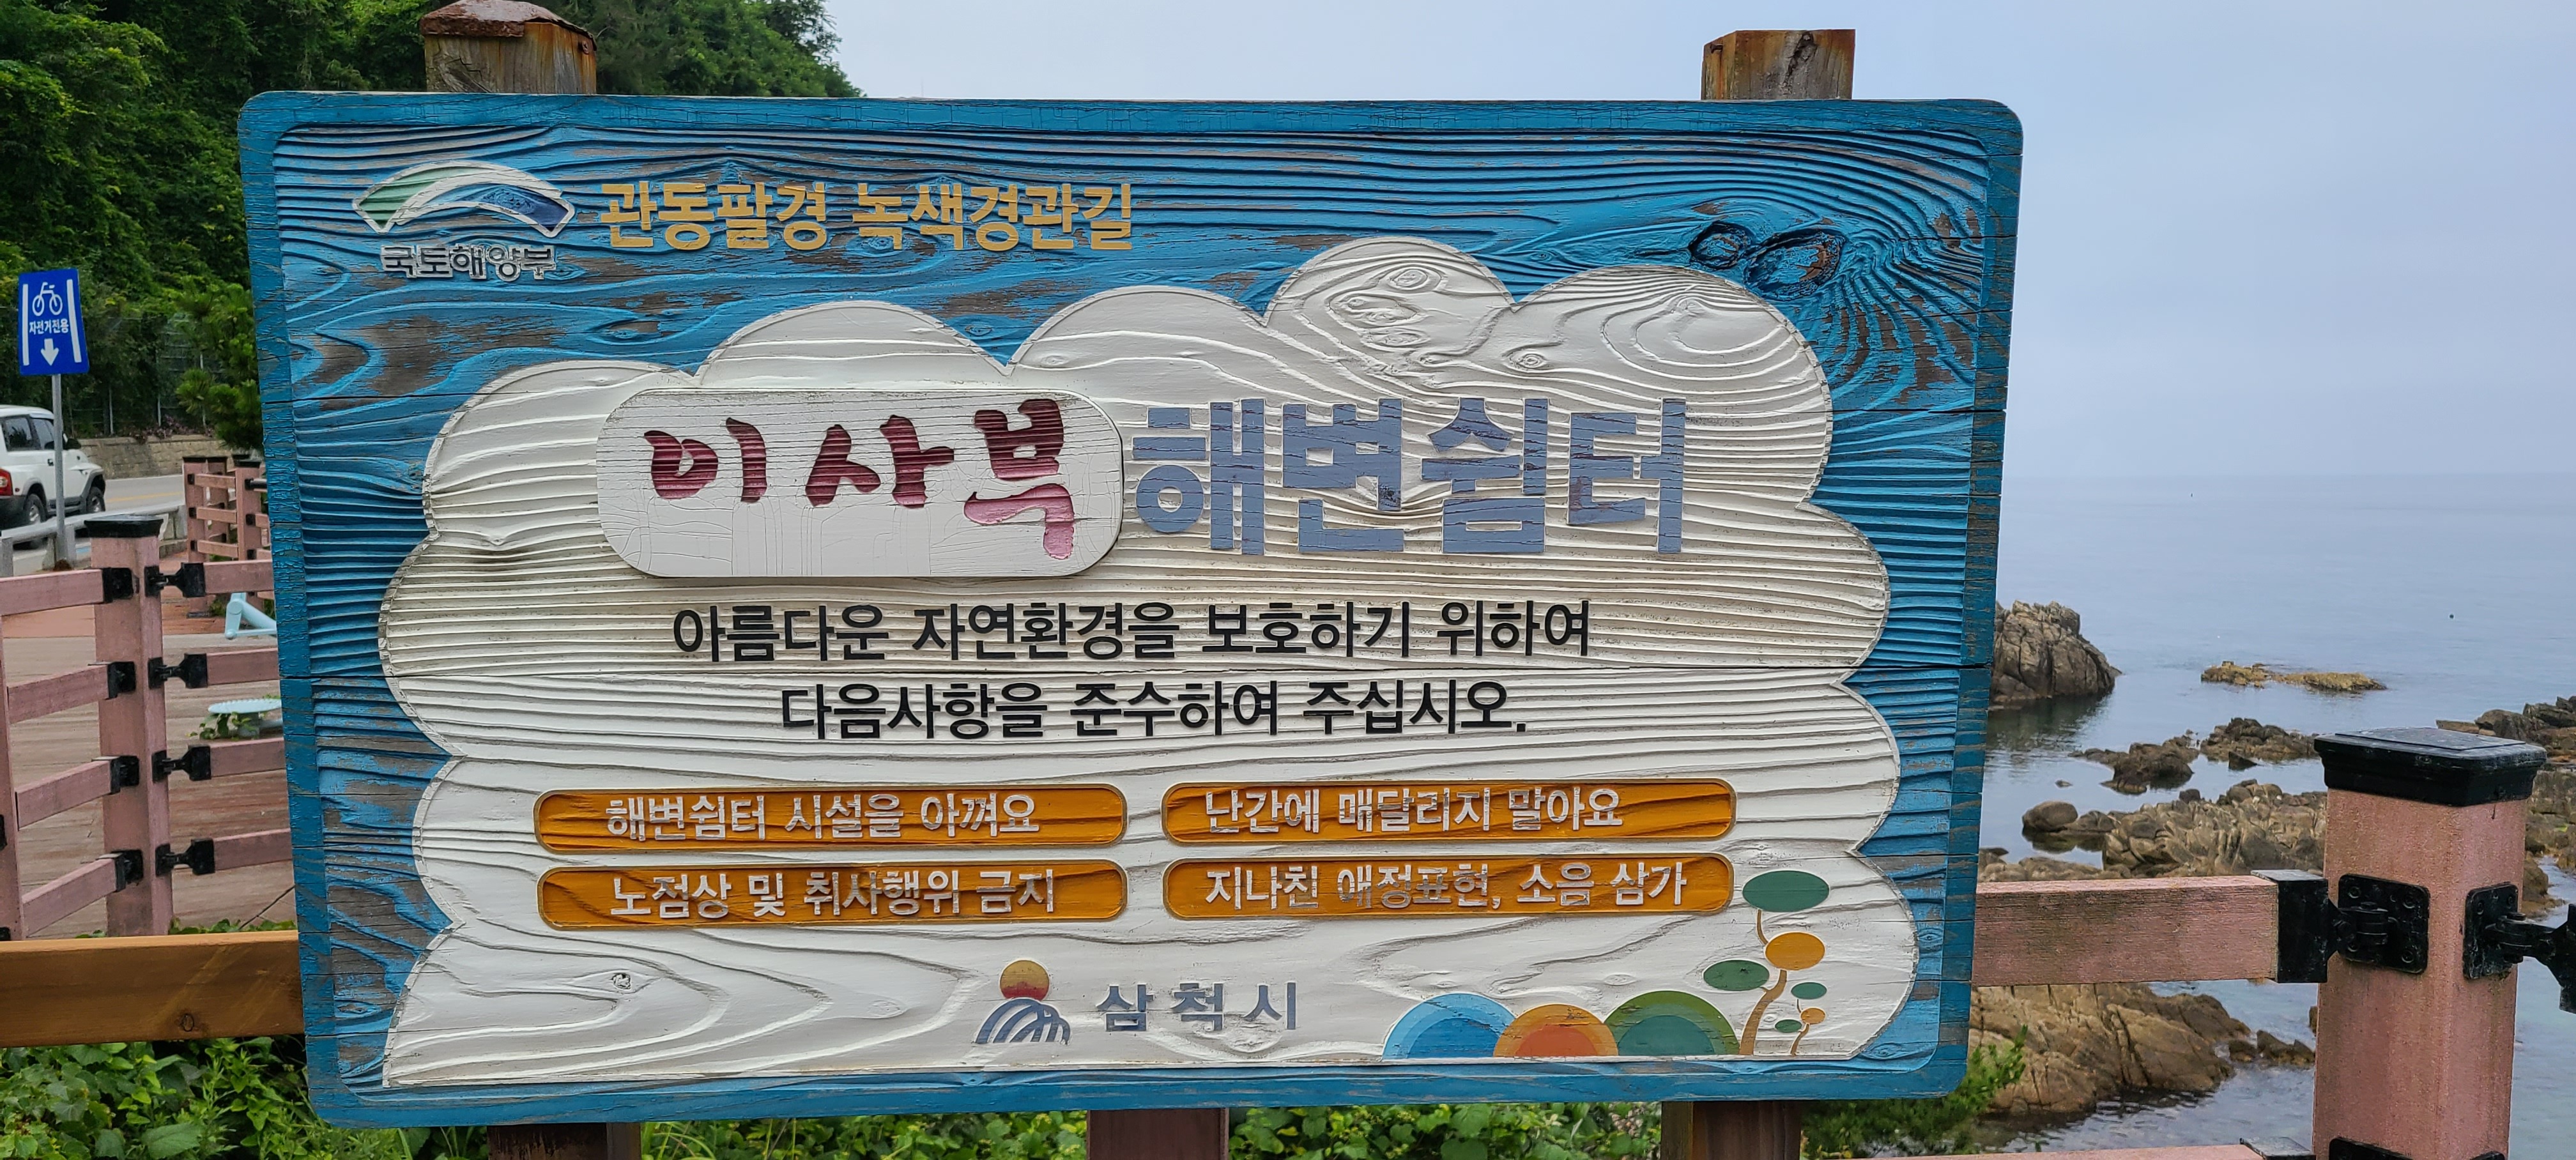 관동팔경 녹색경관길
국토해양부
자전거전용
미사부 해변쉼터
아름다운 자연환경을 보호하기 위하여
다음사항을 준수하여 주십시오.
해변쉼터 시설을 아껴요
난간에 매달리지 말아요
노점상 및 취사행위 금지
지나친 애정표현, 소음 삼가
삼척시